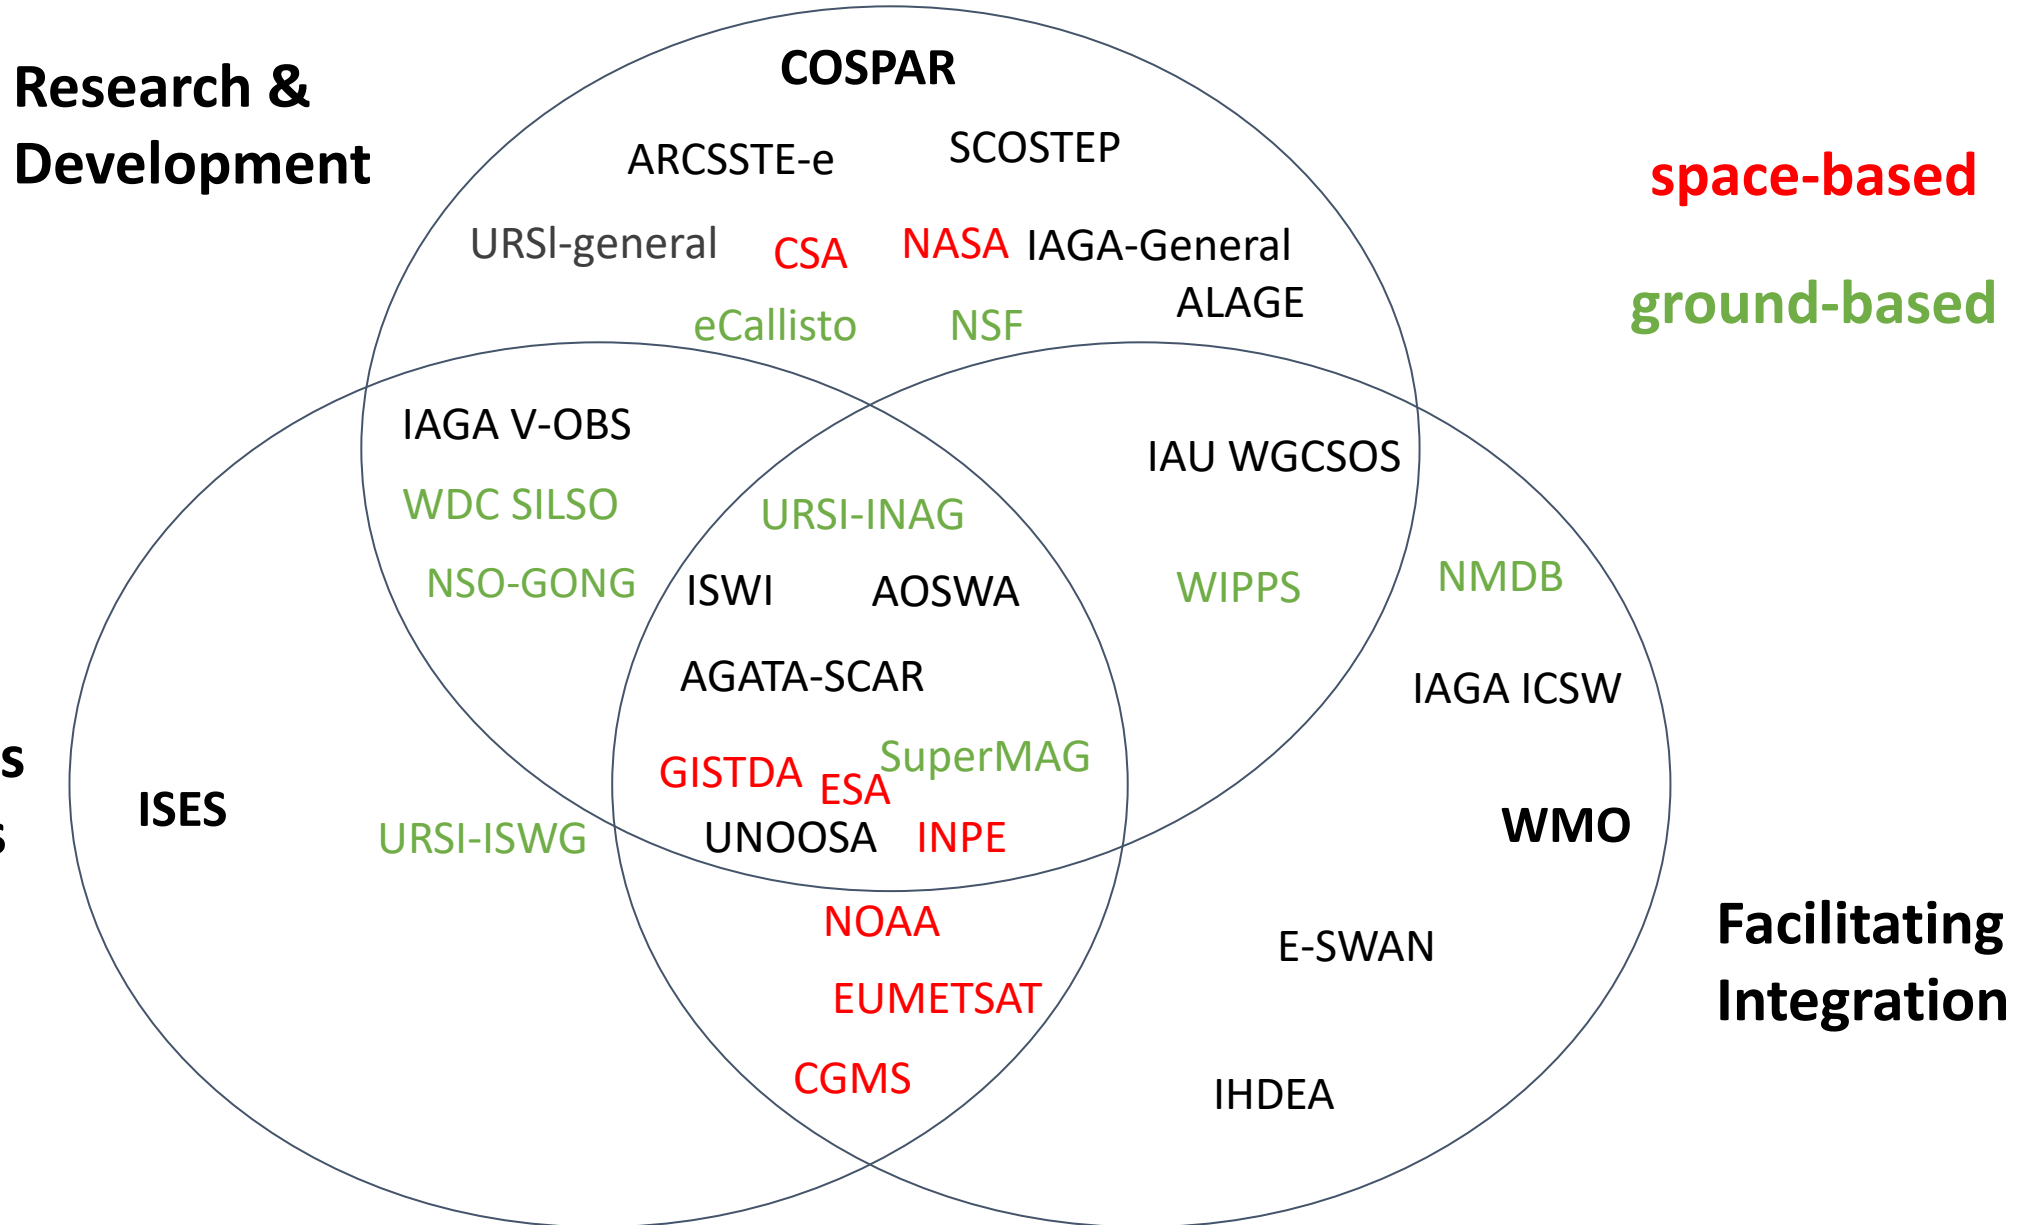 COSPAR
Research &
Development
ARCSSTE-e
SCOSTEP
space-based
URSl-general
CSA
NASA
IAGA-General
ALAGE
ground-based
eCallisto
NSF
IAGA V-OBS
IAU WGCSOS
WDC SILSO
URSI-INAG
NSO-GONG
ISWI
AOSWA
WIPPS
NMDB
AGATA-SCAR
IAGA ICSW
SuperMAG
GISTDA
ESA
ISES
URSI-ISWG
UNOOSA
INPE
WMO
NOAA
E-SWAN
Facilitating
Integration
EUMETSAT
CGMS
IHDEA